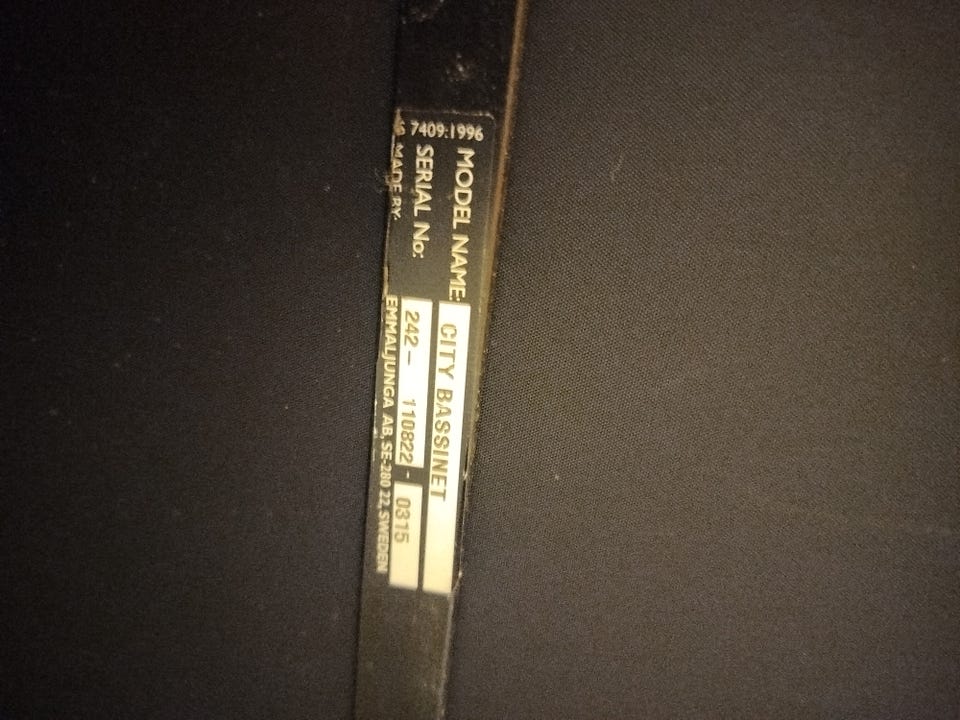 7409:1996
MODEL NAME: CITY BASSINET
SERIAL No: 242- 110822 - 0315
MADE BY: EMMALJUNGA AB, SE-280 22, SWEDEN